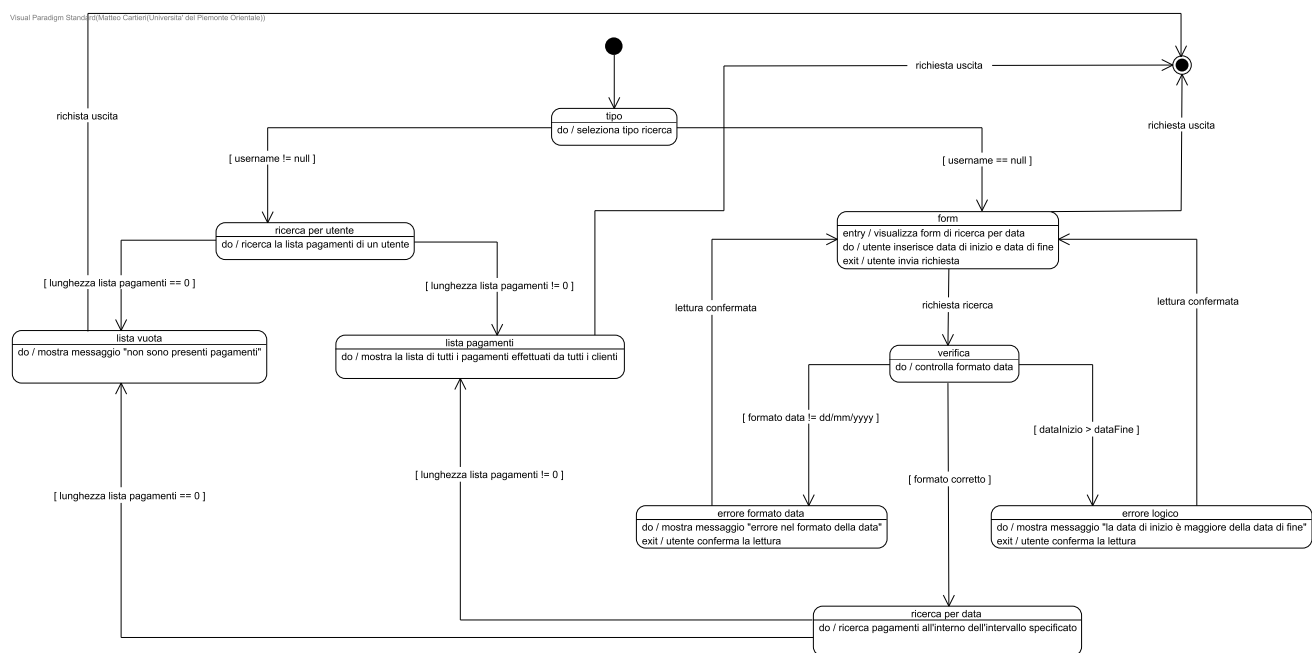 Visual Paradigm Standard(Matteo Cartieri(Universita' del Piemonte Orientale))
richiesta uscita
richista uscita
tipo
do / seleziona tipo ricerca
richiesta uscita
[ username != null ]
[ username == null ]
ricerca per utente
do / ricerca la lista pagamenti di un utente
form
entry / visualizza form di ricerca per data
do / utente inserisce data di inizio e data di fine
exit / utente invia richiesta
[ lunghezza lista pagamenti == 0 ]
[ lunghezza lista pagamenti != 0 ]
lettura confermata
richiesta ricerca
lettura confermata
lista vuota
do / mostra messaggio "non sono presenti pagamenti"
lista pagamenti
do / mostra la lista di tutti i pagamenti effettuati da tutti i clienti
verifica
do / controlla formato data
[ formato data != dd/mm/yyyy ]
[ dataInizio > dataFine ]
[ lunghezza lista pagamenti != 0 ]
[ formato corretto ]
[ lunghezza lista pagamenti == 0 ]
errore formato data
do / mostra messaggio "errore nel formato della data"
exit / utente conferma la lettura
errore logico
do / mostra messaggio "la data di inizio è maggiore della data di fine"
exit / utente conferma la lettura
ricerca per data
do / ricerca pagamenti all'interno dell'intervallo specificato